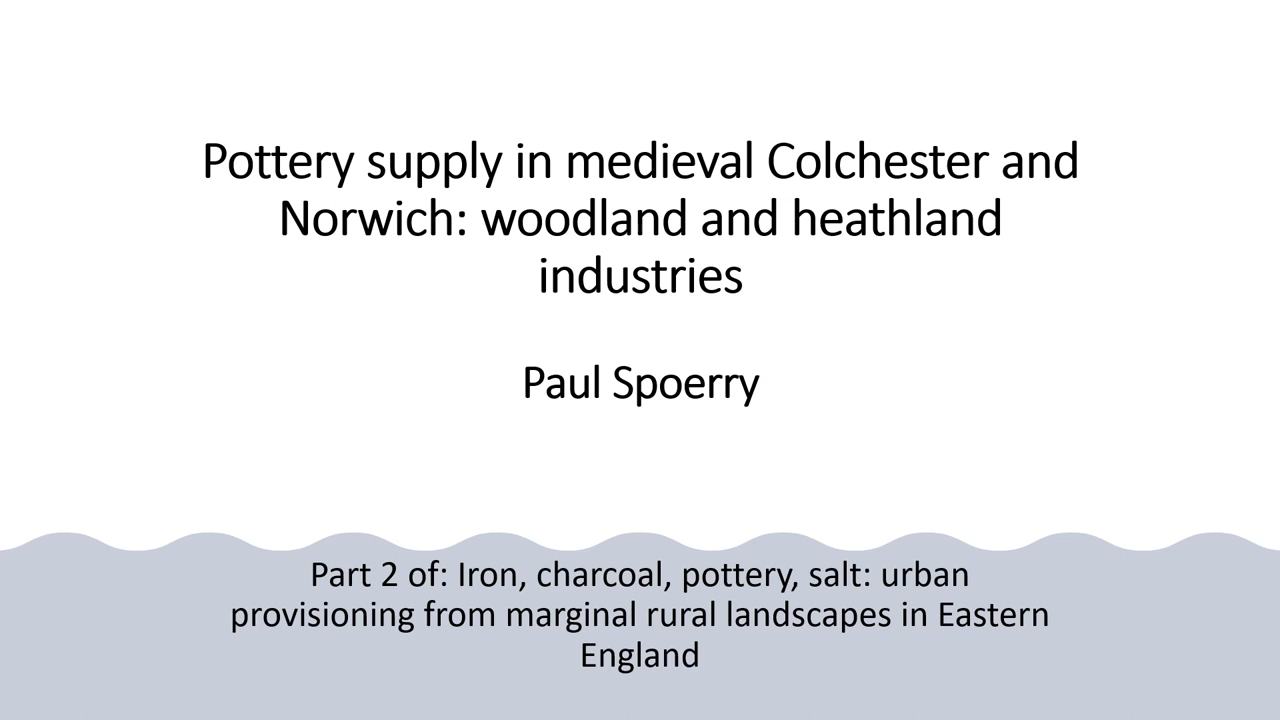 Pottery supply in medieval Colchester and
Norwich: woodland and heathland
industries
Paul Spoerry
Part 2 of: Iron, charcoal, pottery, salt: urban
provisioning from marginal rural landscapes in Eastern
England